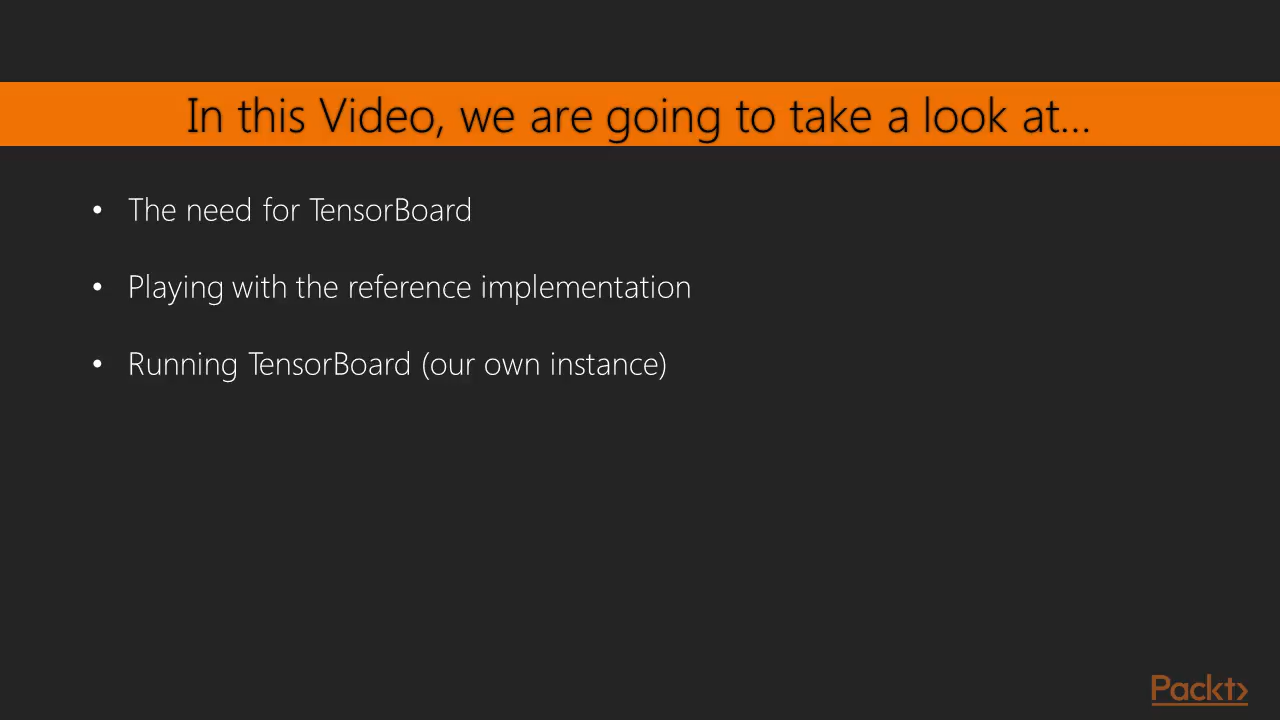 In this Video, we are going to take a look at...
• The need for TensorBoard
• Playing with the reference implementation
• Running TensorBoard (our own instance)
Packt>